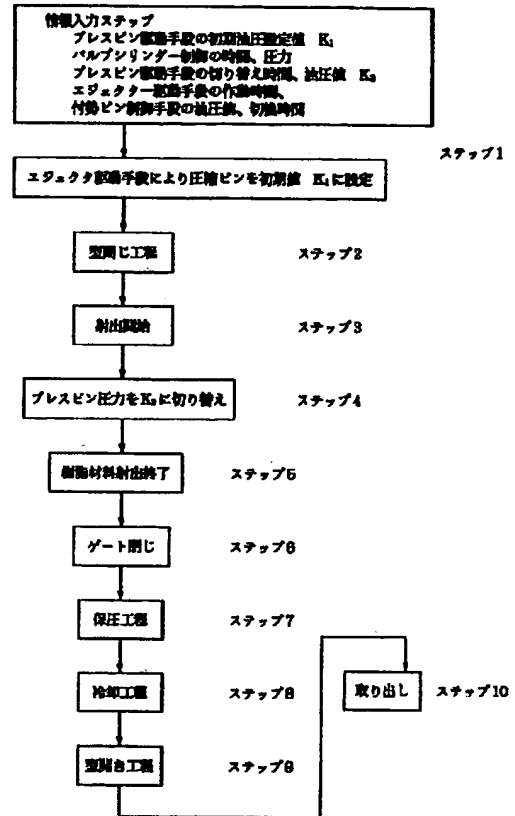 情報入力ステップ
プレスピン駆動手段の初期油圧設定値 K₁
バルブシリンダー制御の時間、圧力
プレスピン駆動手段の切り替え時間、油圧値 K₂
エジェクター駆動手段の作動時間、
付勢ピン制御手段の油圧値、切換時間
ステップ1
エジェクタ駆動手段により圧縮ピンを初期値 K₁に設定
型閉じ工程 ステップ2
射出開始 ステップ3
プレスピン圧力をK₂に切り替え ステップ4
樹脂材料射出終了 ステップ5
ゲート閉じ ステップ6
保圧工程 ステップ7
冷却工程 ステップ8
型開き工程 ステップ9
取り出し ステップ10